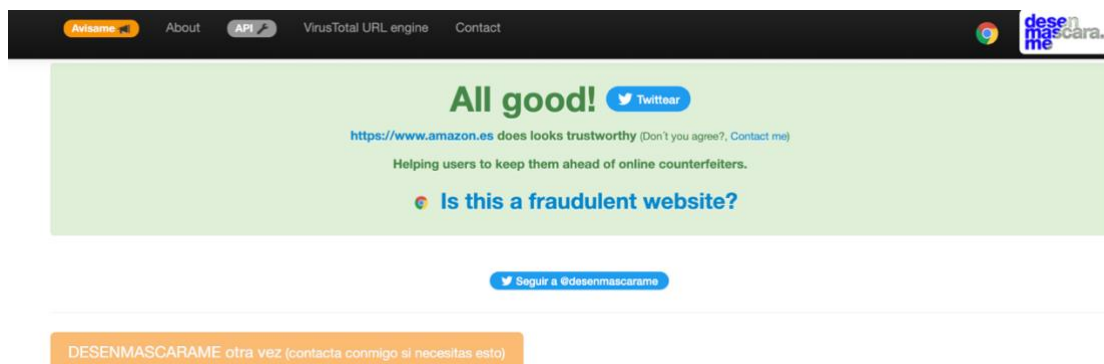 Avisame About API VirusTotal URL engine Contact
desen
mascara.
me
All good! Twittear
https://www.amazon.es does looks trustworthy (Don't you agree?, Contact me)
Helping users to keep them ahead of online counterfeiters.
Is this a fraudulent website?
Seguir a @desenmascarame
DESENMASCARAME otra vez (contacta conmigo si necesitas esto)